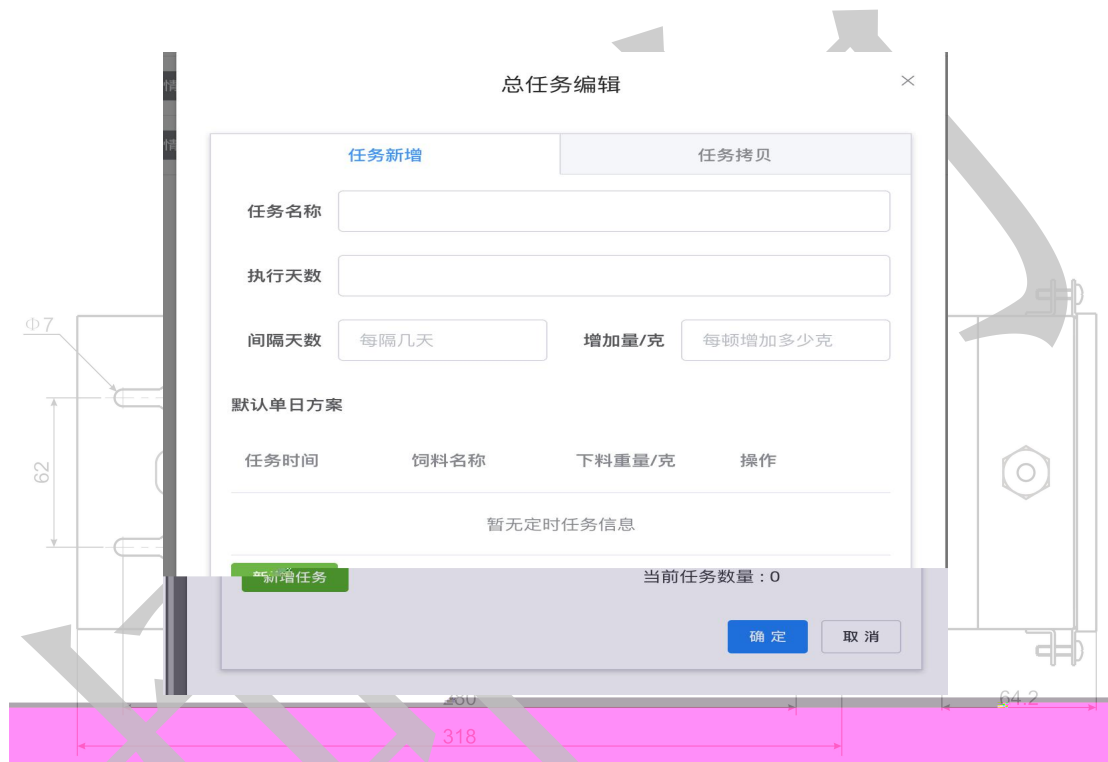 总任务编辑
任务新增 任务拷贝
任务名称
执行天数
间隔天数 每隔几天 增加量/克 每顿增加多少克
默认单日方案
任务时间 饲料名称 下料重量/克 操作
暂无定时任务信息
新增任务 当前任务数量：0
确定 取消
情
情
Φ7
62
280
64.2
318